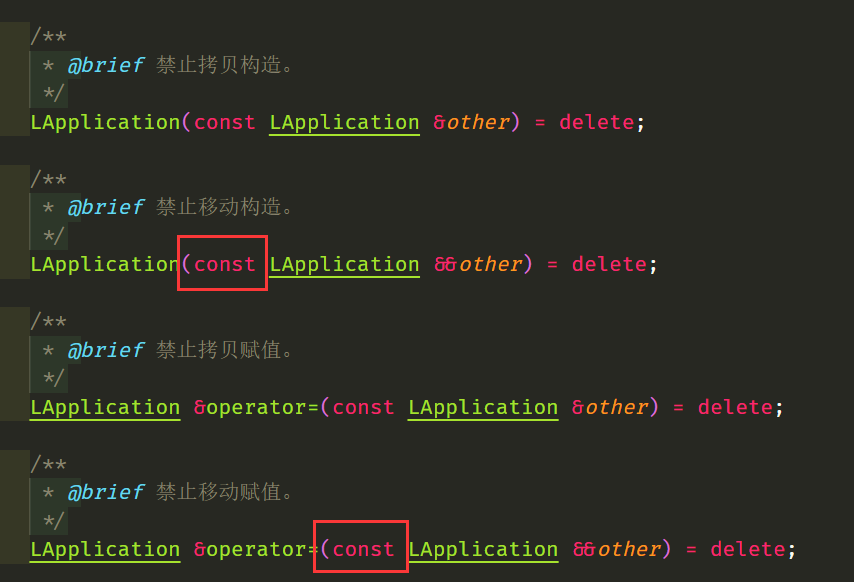 /**
* @brief 禁止拷贝构造。
*/
LApplication(const LApplication &other) = delete;
/**
* @brief 禁止移动构造。
*/
LApplication(const LApplication &&other) = delete;
/**
* @brief 禁止拷贝赋值。
*/
LApplication &operator=(const LApplication &other) = delete;
/**
* @brief 禁止移动赋值。
*/
LApplication &operator=(const LApplication &&other) = delete;